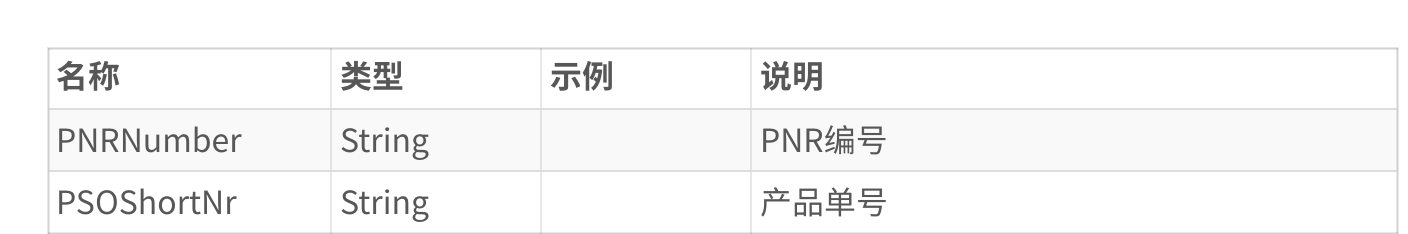 名称 类型 示例 说明
PNRNumber String PNR编号
PSOShortNr String 产品单号